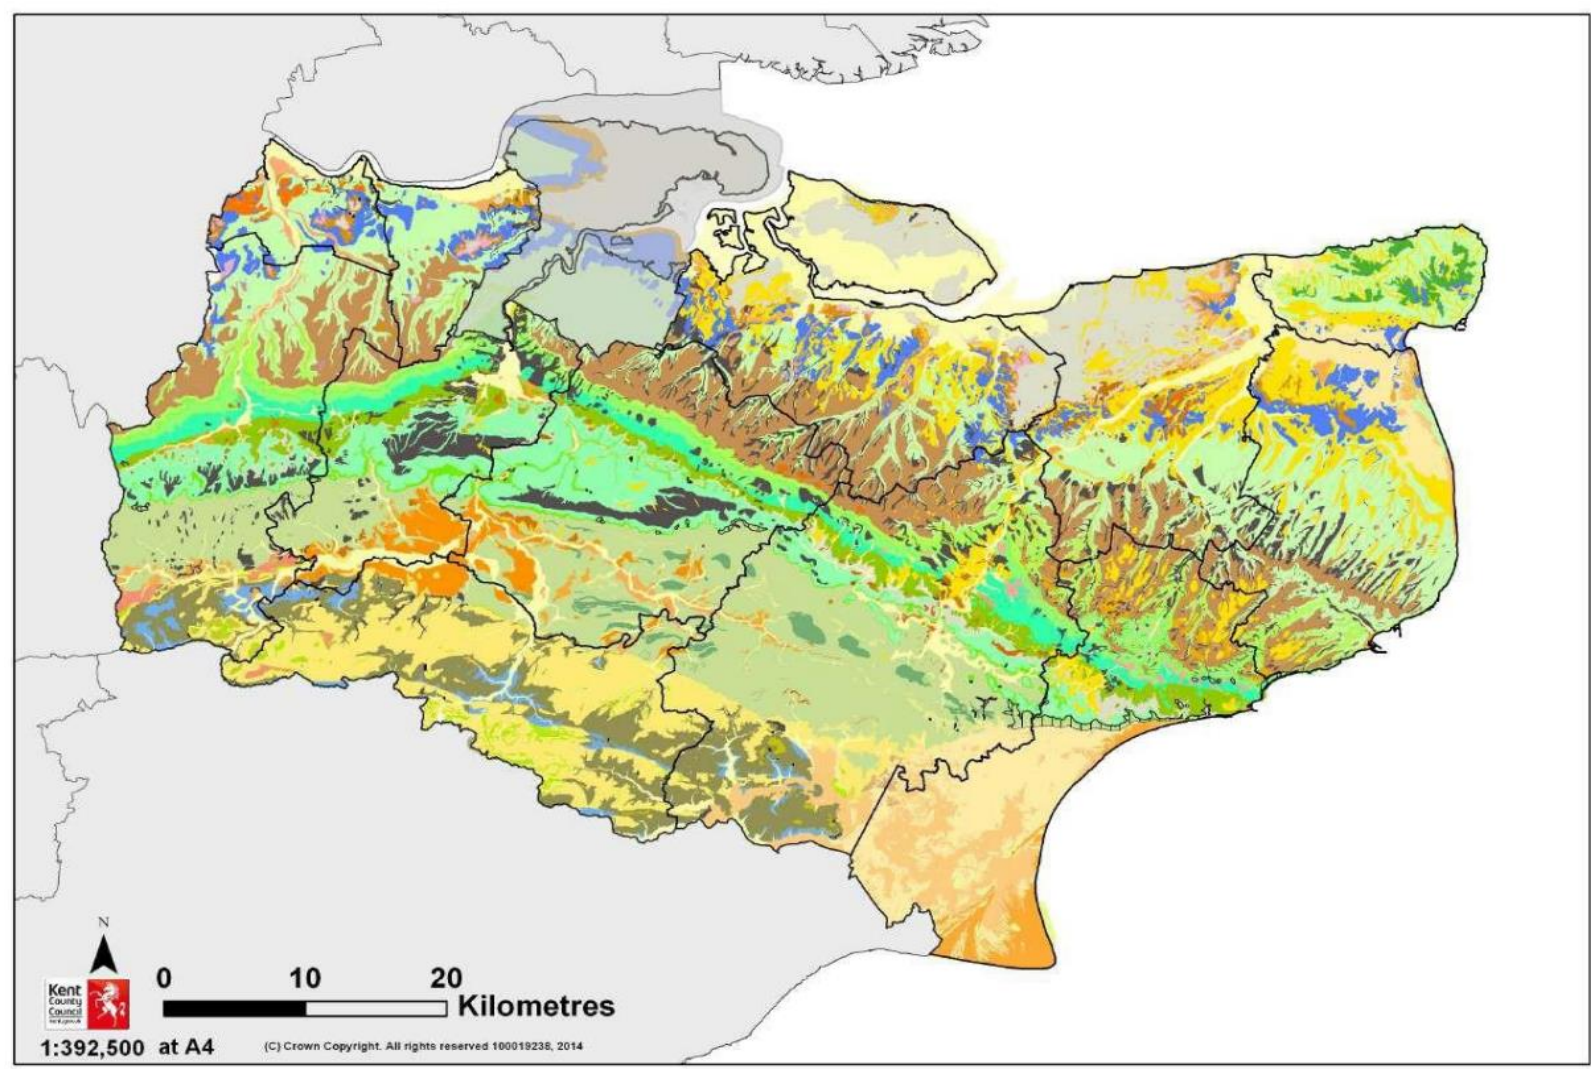 N
0 10 20
Kilometres
Kent
County
Council
1:392,500 at A4
(C) Crown Copyright. All rights reserved 100019238, 2014